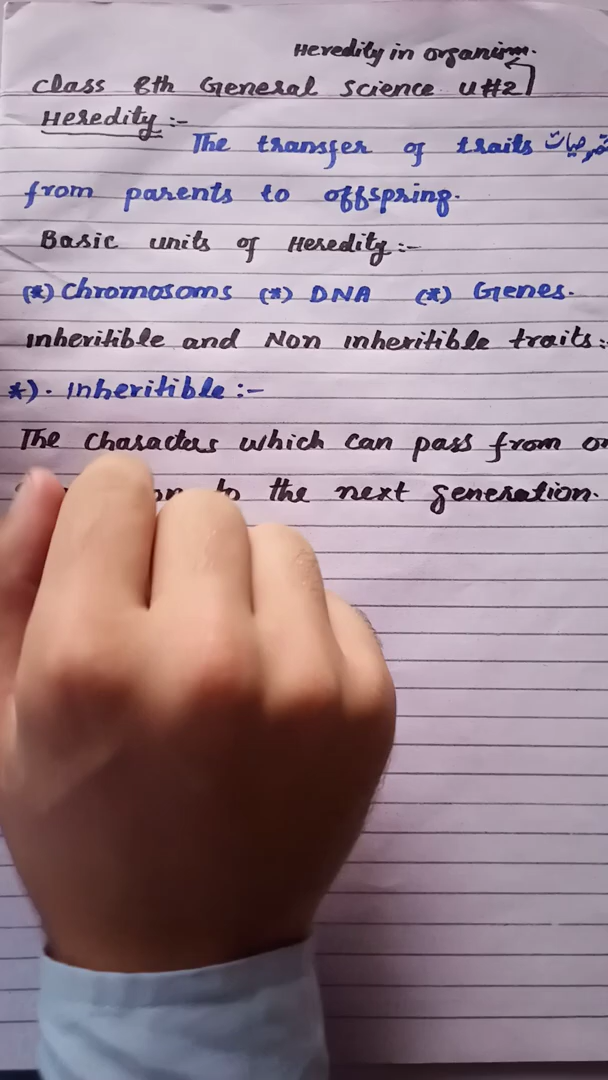 Heredity in organism.
Class 8th General Science U#2
Heredity :-
The transfer of traits
from parents to offspring.
Basic units of Heredity :-
(*) Chromosoms (*) DNA (*) Genes.
Inheritible and Non inheritible traits :
*). Inheritible :-
The characters which can pass from
to the next generation.